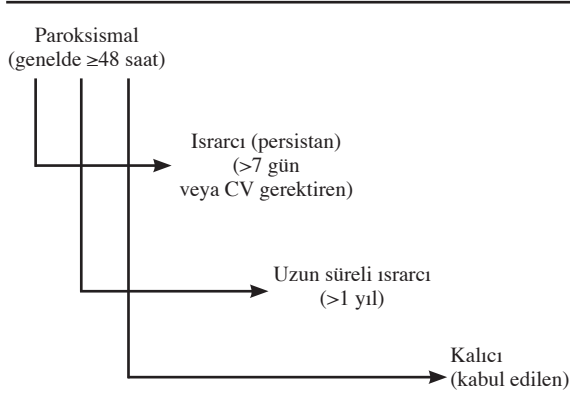 Paroksismal
(genelde ≥48 saat)
Israrcı (persistan)
(>7 gün
veya CV gerektiren)
Uzun süreli ısrarcı
(>1 yıl)
Kalıcı
(kabul edilen)